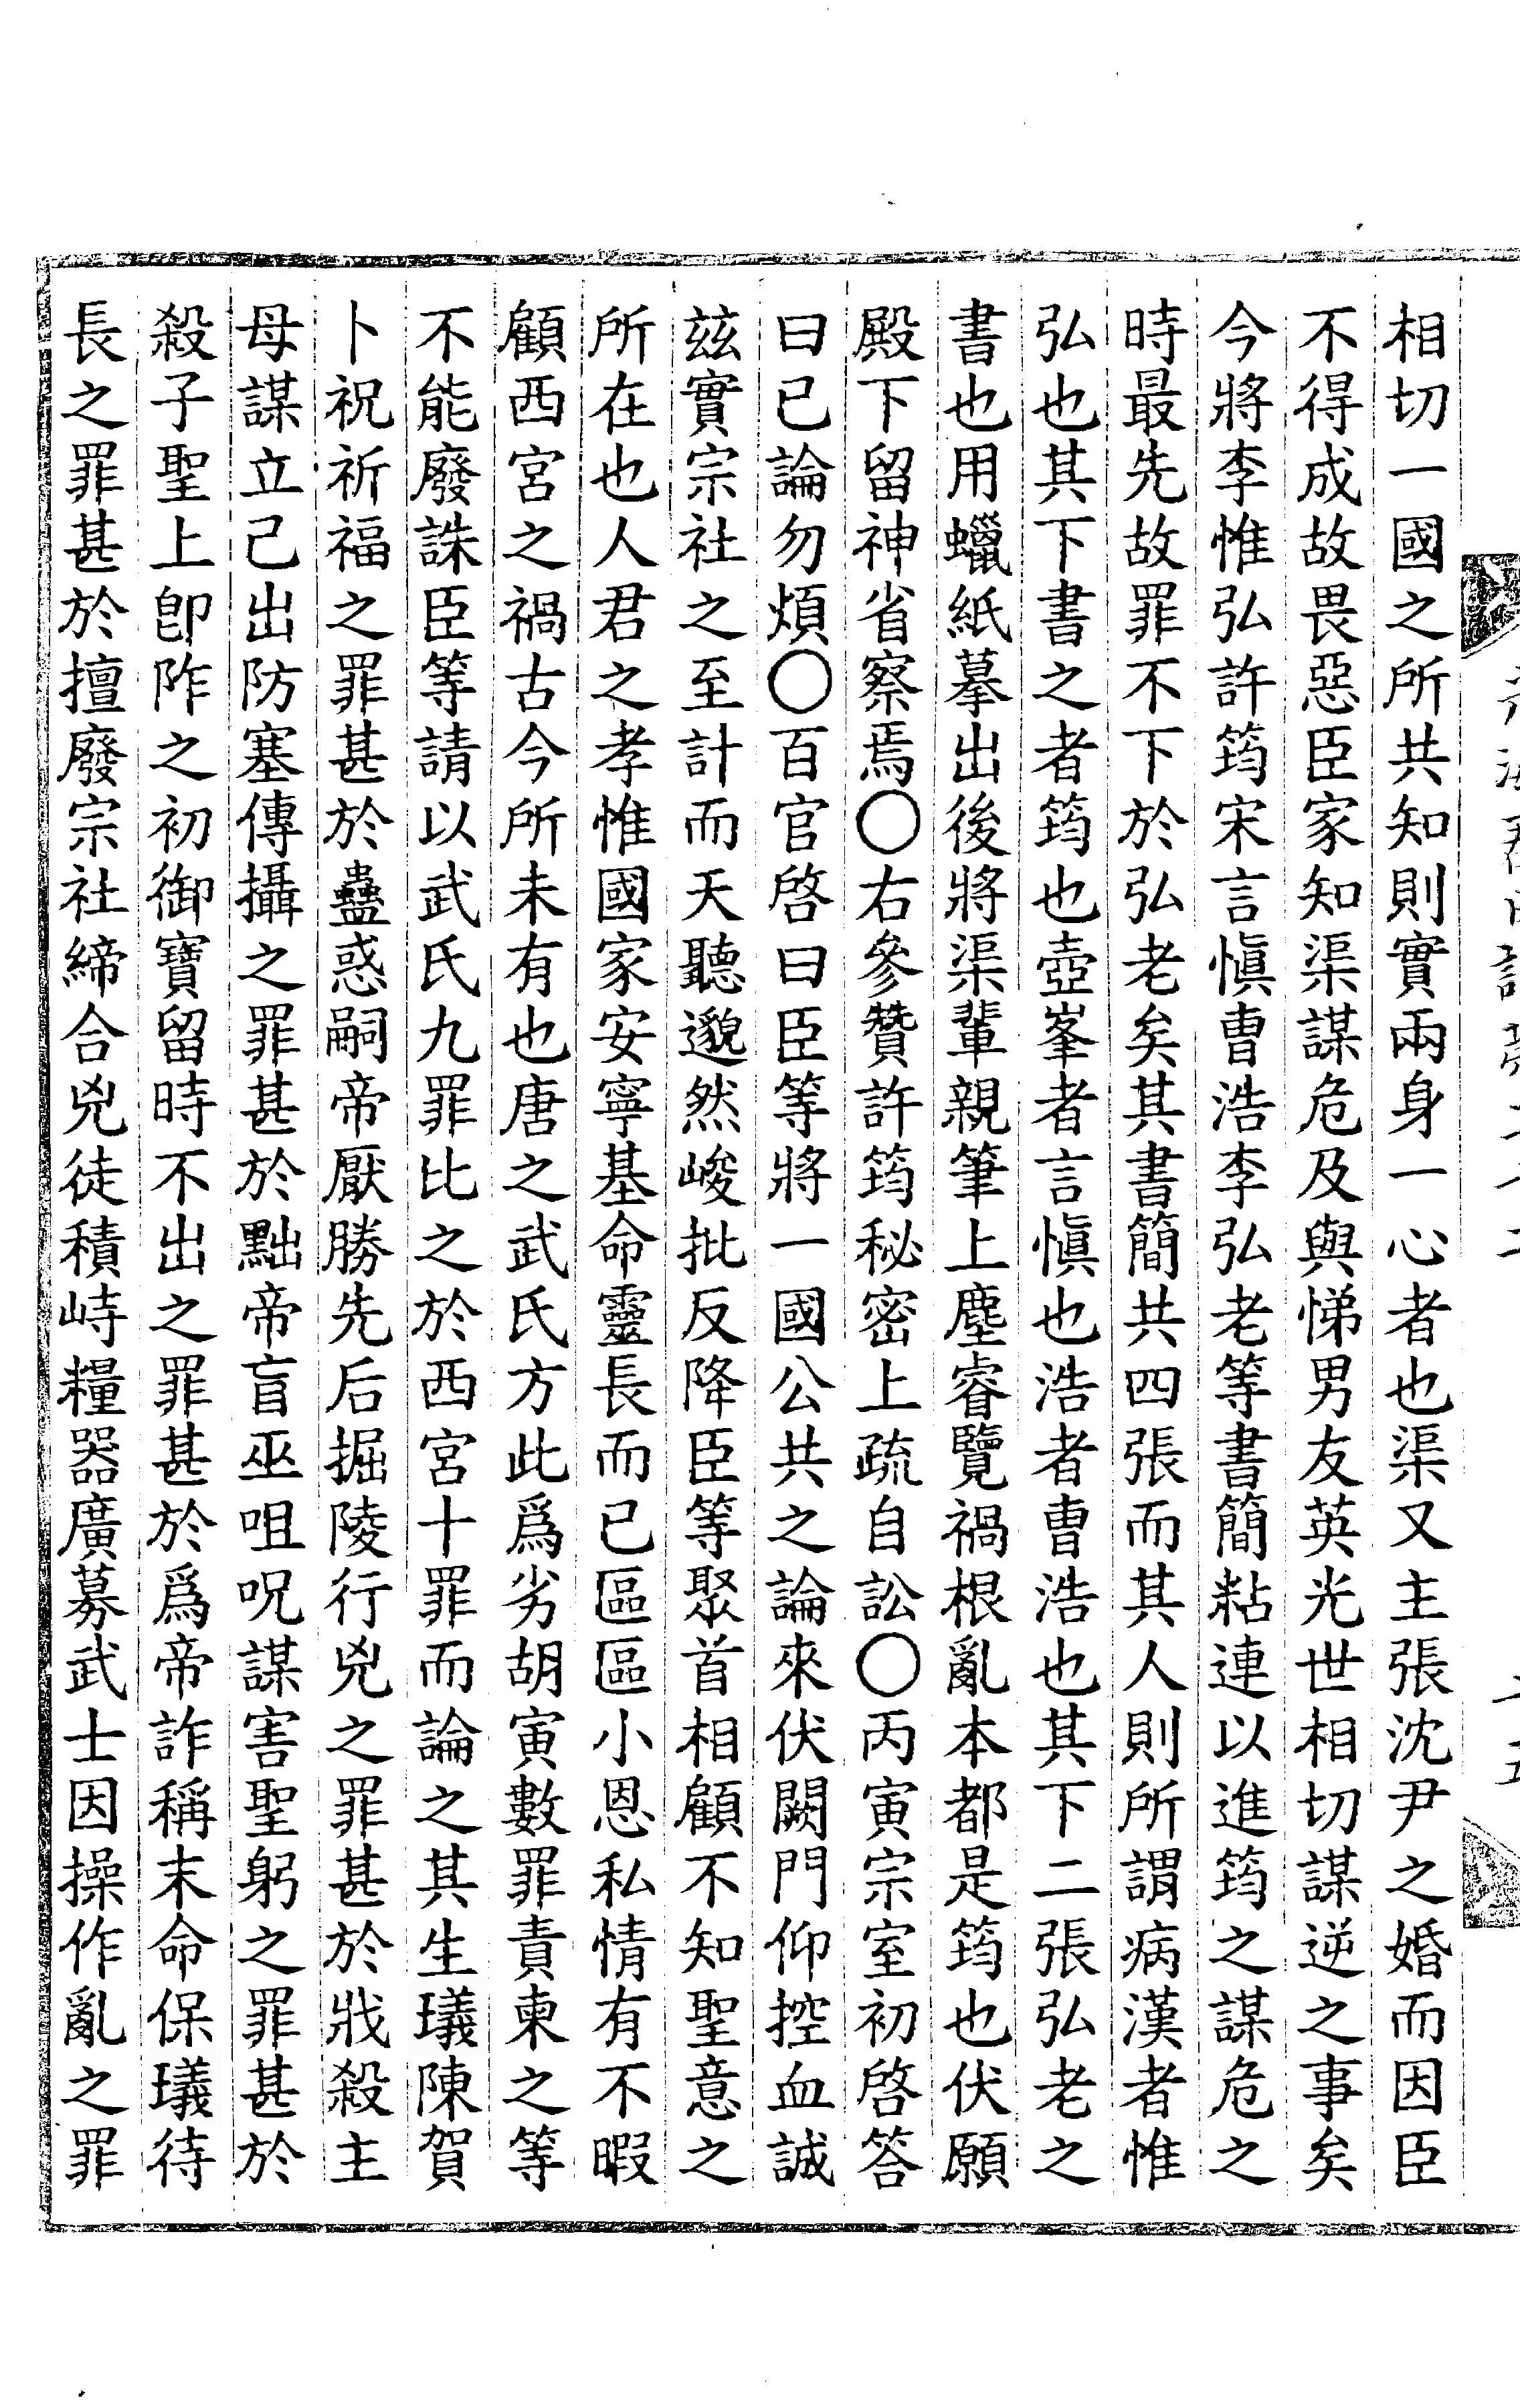 相切一國之所共知則實兩身一心者也渠又主張沈尹之婚而因臣
不得成故畏惡臣家知渠謀危及與悌男友英光世相切謀逆之事矣
今將李惟弘許筠宋言愼曺浩李弘老等書簡粘連以進筠之謀危之
時最先故罪不下於弘老矣其書簡共四張而其人則所謂病漢者惟
弘也其下書之者筠也壺峯者言愼也浩者曺浩也其下二張弘老之
書也用蠟紙摹出後將渠輩親筆上塵睿覽禍根亂本都是筠也伏願
殿下留神省察焉○右參贊許筠秘密上疏自訟○丙寅宗室初啓答
曰已論勿煩○百官啓曰臣等將一國公共之論來伏闕門仰控血誠
玆實宗社之至計而天聽邈然峻批反降臣等聚首相顧不知聖意之
所在也人君之孝惟國家安寧基命靈長而已區區小恩私情有不暇
顧西宮之禍古今所未有也唐之武氏方此爲劣胡寅數罪責柬之等
不能廢誅臣等請以武氏九罪比之於西宮十罪而論之其生㼁陳賀
卜祝祈福之罪甚於蠱惑嗣帝厭勝先后掘陵行兇之罪甚於戕殺主
母謀立己出防塞傳攝之罪甚於黜帝盲巫咀呪謀害聖躬之罪甚於
殺子聖上卽阼之初御寶留時不出之罪甚於爲帝詐稱末命保㼁待
長之罪甚於擅廢宗社締合兇徒積峙糧器廣募武士因操作亂之罪